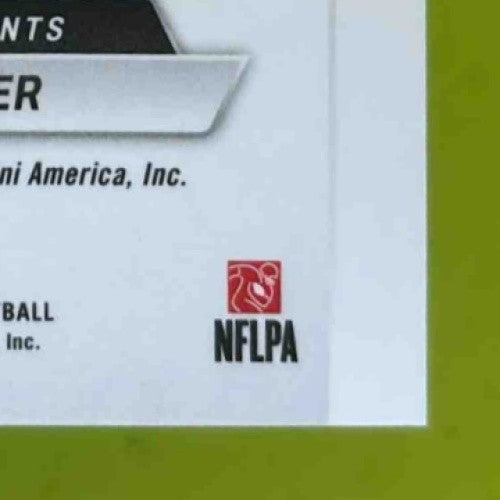 NTS
ER
ni America, Inc.
BALL
Inc.
NFLPA